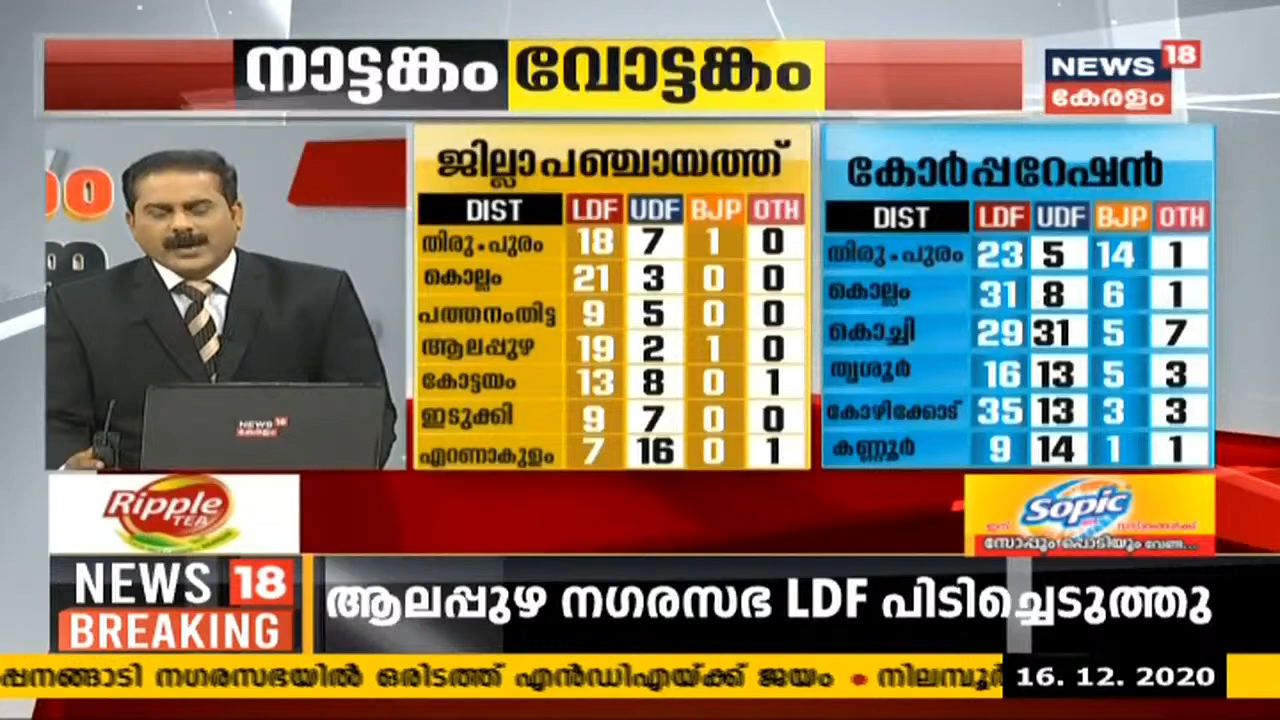 നാട്ടങ്കം വോട്ടങ്കം
NEWS 18
കേരളം
ജില്ലാ പഞ്ചായത്ത്
DIST LDF UDF BJP OTH
തിരു.പുരം 18 7 1 0
കൊല്ലം 21 3 0 0
പത്തനംതിട്ട 9 5 0 0
ആലപ്പുഴ 19 2 1 0
കോട്ടയം 13 8 0 1
ഇടുക്കി 9 7 0 0
എറണാകുളം 7 16 0 1
കോർപ്പറേഷൻ
DIST LDF UDF BJP OTH
തിരു.പുരം 23 5 14 1
കൊല്ലം 31 8 6 1
കൊച്ചി 29 31 5 7
തൃശൂർ 16 13 5 3
കോഴിക്കോട് 35 13 3 3
കണ്ണൂർ 9 14 1 1
NEWS 18
കേരളം
Ripple
TEA
Sopic
സോപ്പും പൊടിയും വേണ്ട...
NEWS 18
BREAKING
ആലപ്പുഴ നഗരസഭ LDF പിടിച്ചെടുത്തു
പ്പനങ്ങാടി നഗരസഭയിൽ ഒരിടത്ത് എൻഡിഎയ്ക്ക് ജയം • നിലമ്പൂർ
16. 12. 2020